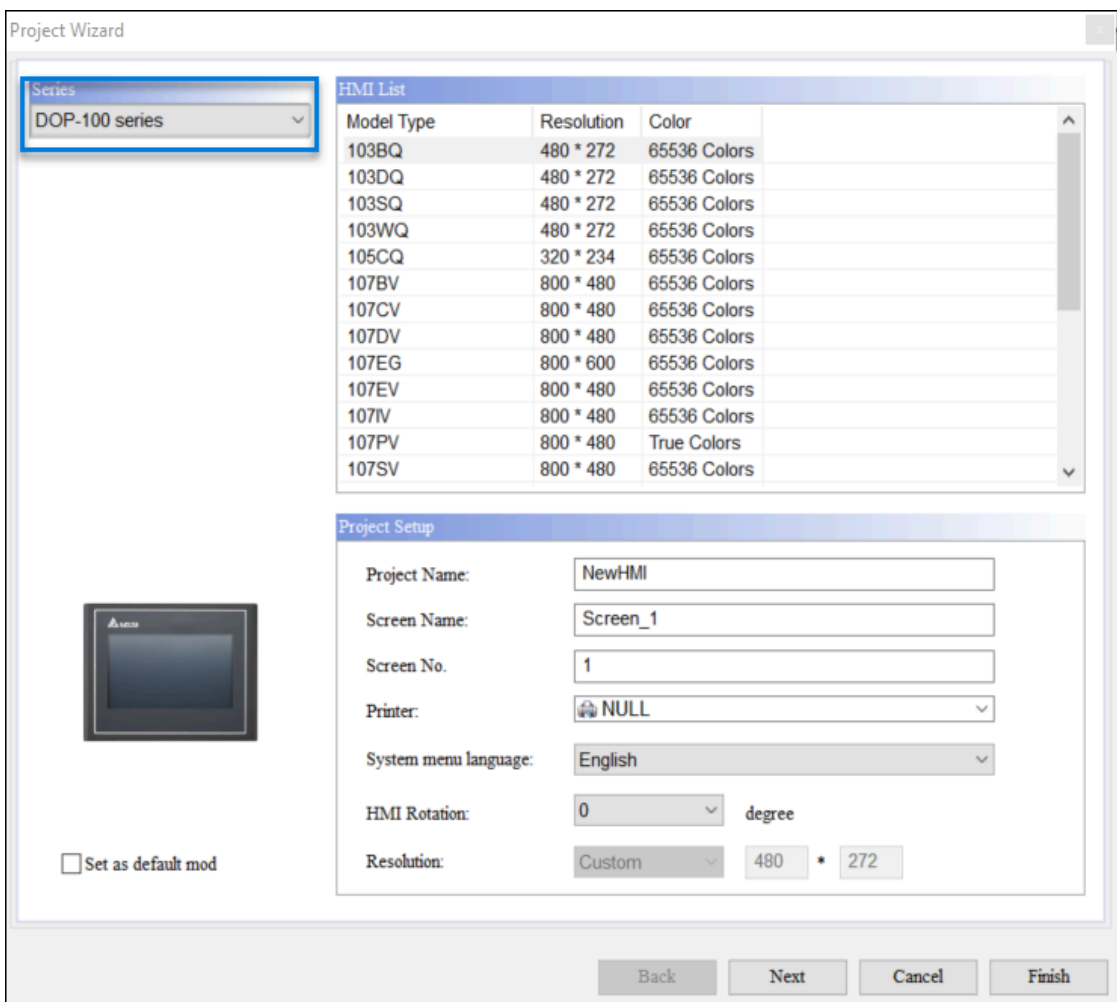 Project Wizard
x
Series
DOP-100 series
HMI List
Model Type Resolution Color
103BQ 480 * 272 65536 Colors
103DQ 480 * 272 65536 Colors
103SQ 480 * 272 65536 Colors
103WQ 480 * 272 65536 Colors
105CQ 320 * 234 65536 Colors
107BV 800 * 480 65536 Colors
107CV 800 * 480 65536 Colors
107DV 800 * 480 65536 Colors
107EG 800 * 600 65536 Colors
107EV 800 * 480 65536 Colors
107IV 800 * 480 65536 Colors
107PV 800 * 480 True Colors
107SV 800 * 480 65536 Colors
Project Setup
Project Name: NewHMI
Screen Name: Screen_1
Screen No. 1
Printer: NULL
System menu language: English
HMI Rotation: 0 degree
Resolution: Custom 480 * 272
DELTA
Set as default mod
Back Next Cancel Finish